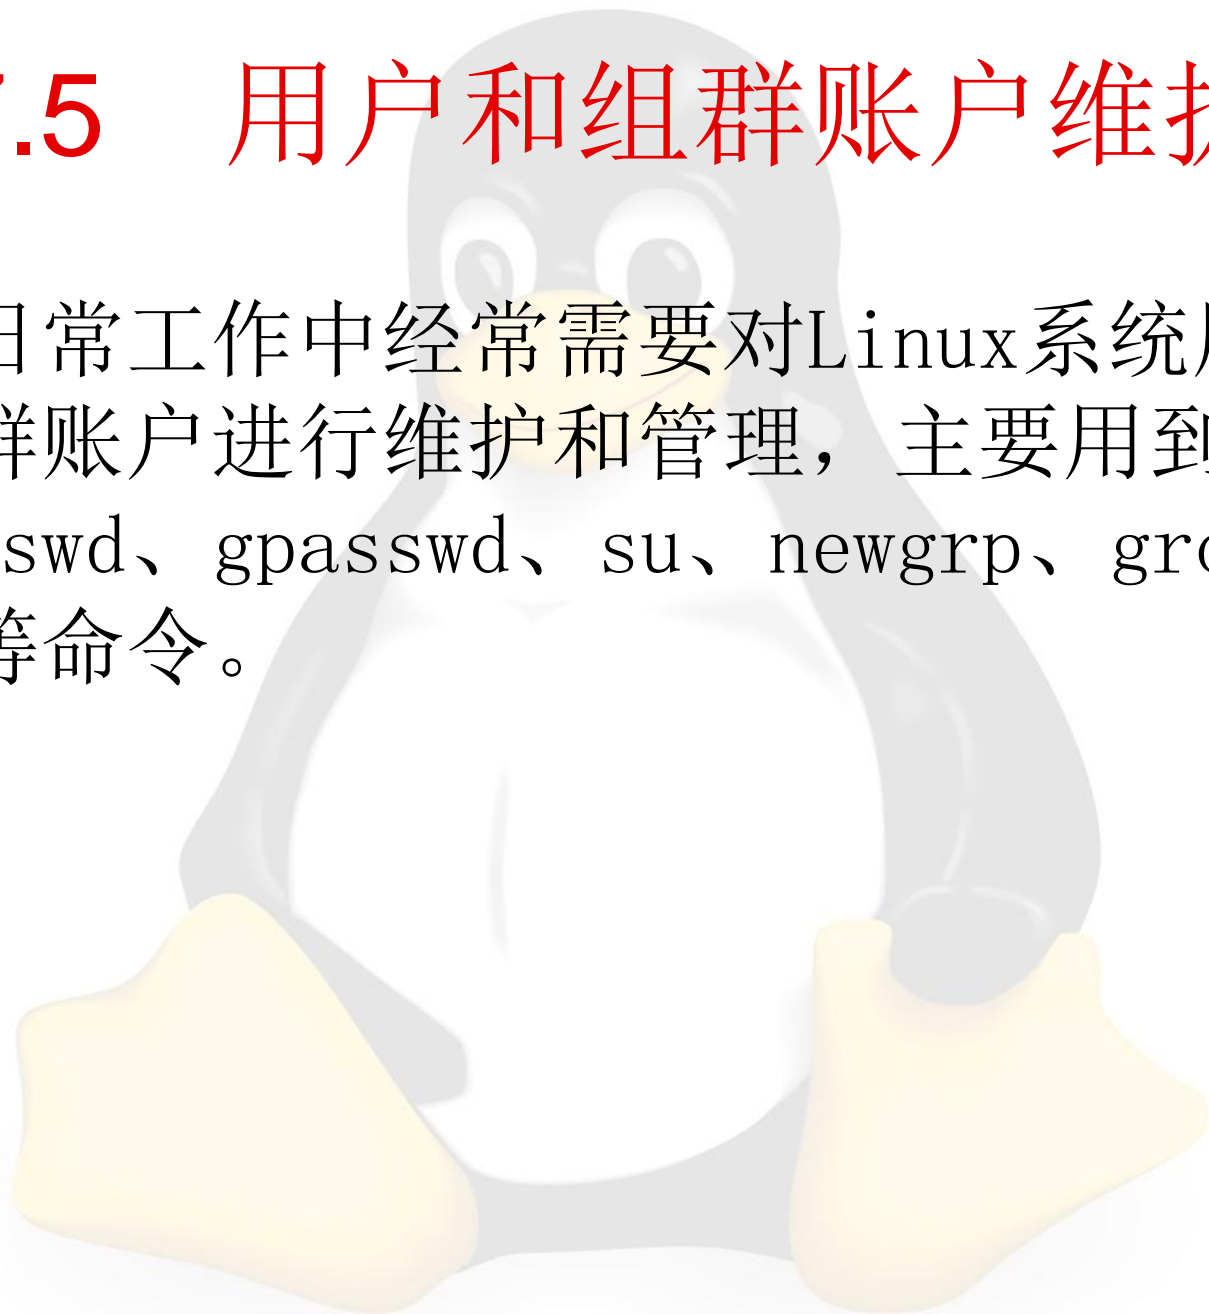 .5 用户和组群账户维护
日常工作中经常需要对Linux系统
群账户进行维护和管理，主要用到
swd、gpasswd、su、newgrp、gro
等命令。